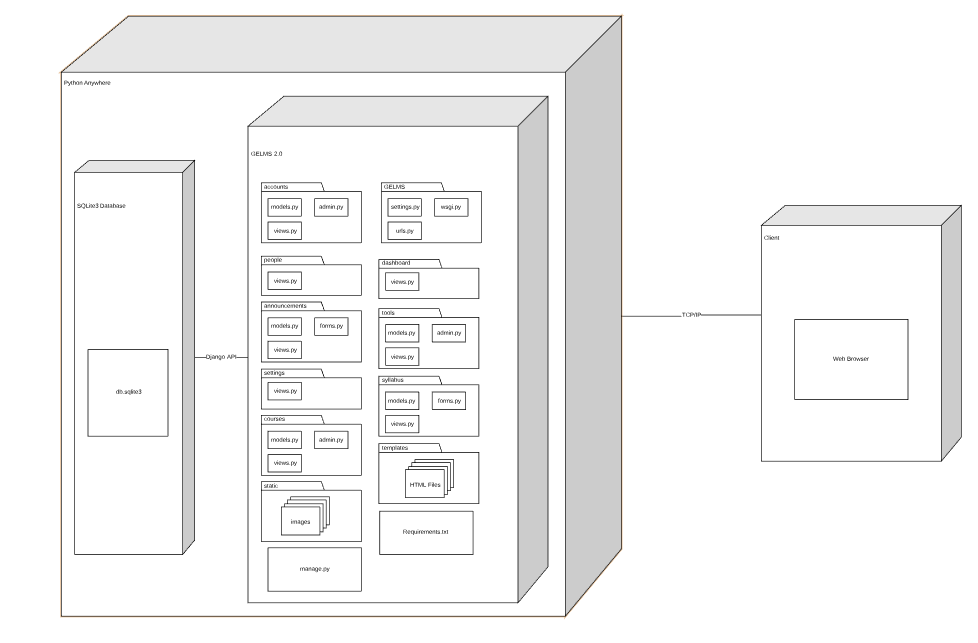 Python Anywhere
SQLite3 Database
db.sqlite3
Django API
GELMS 2.0
accounts
models.py
admin.py
views.py
people
views.py
announcements
models.py
forms.py
views.py
settings
views.py
courses
models.py
admin.py
views.py
static
images
manage.py
GELMS
settings.py
wsgi.py
urls.py
dashboard
views.py
tools
models.py
admin.py
views.py
syllabus
models.py
forms.py
views.py
templates
HTML Files
Requirements.txt
TCP/IP
Client
Web Browser